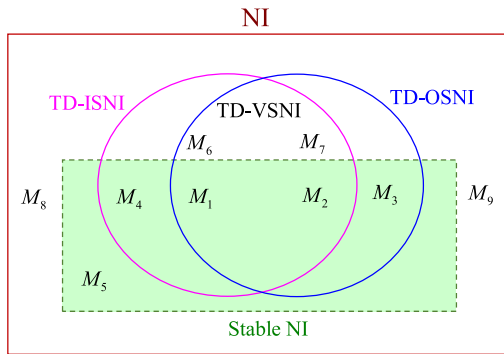 NI
TD-ISNI
TD-VSNI
TD-OSNI
M6
M7
M8
M4
M1
M2
M3
M9
M5
Stable NI